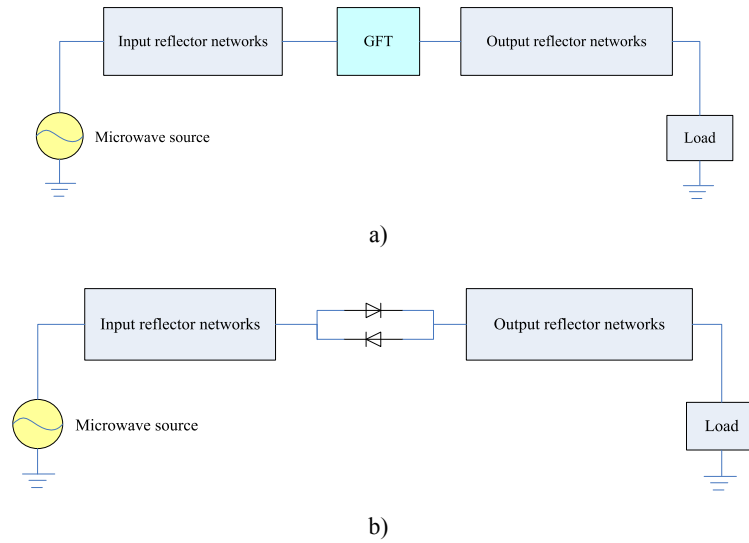 Input reflector networks
GFT
Output reflector networks
Microwave source
Load
a)
Input reflector networks
Output reflector networks
Microwave source
Load
b)